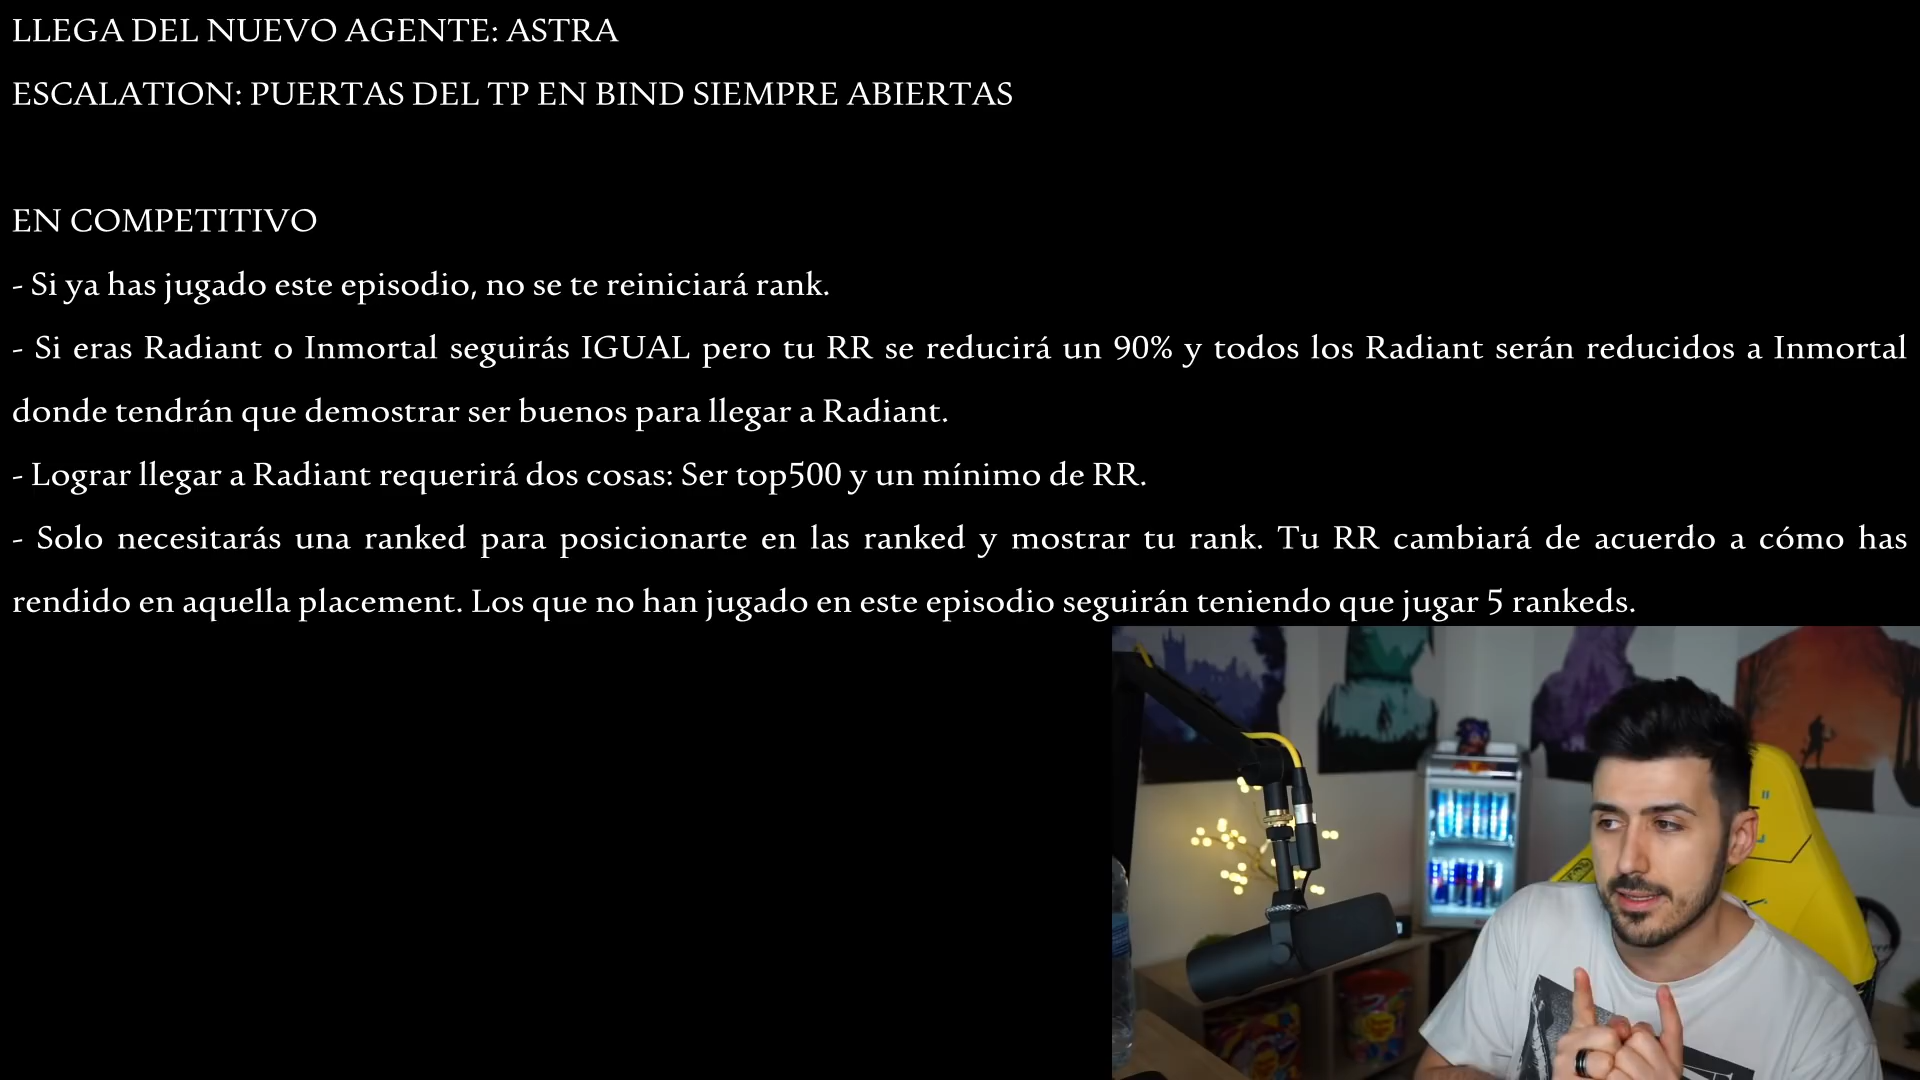 LLEGA DEL NUEVO AGENTE: ASTRA
ESCALATION: PUERTAS DEL TP EN BIND SIEMPRE ABIERTAS
EN COMPETITIVO
- Si ya has jugado este episodio, no se te reiniciará rank.
- Si eras Radiant o Inmortal seguirás IGUAL pero tu RR se reducirá un 90% y todos los Radiant serán reducidos a Inmortal
donde tendrán que demostrar ser buenos para llegar a Radiant.
- Lograr llegar a Radiant requerirá dos cosas: Ser top500 y un mínimo de RR.
- Solo necesitarás una ranked para posicionarte en las ranked y mostrar tu rank. Tu RR cambiará de acuerdo a cómo has
rendido en aquella placement. Los que no han jugado en este episodio seguirán teniendo que jugar 5 rankeds.